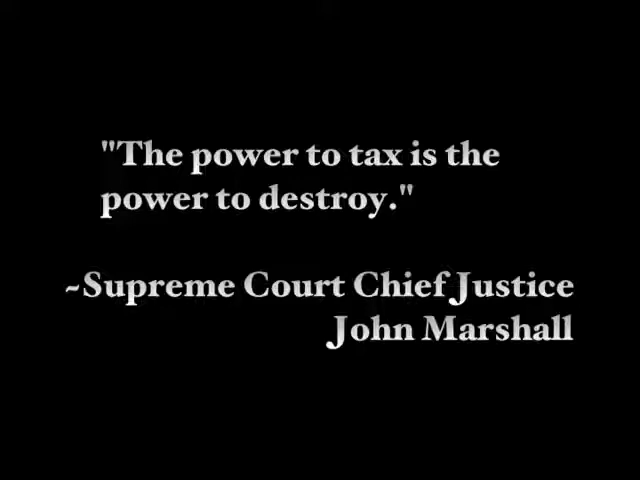 "The power to tax is the
power to destroy."
~Supreme Court Chief Justice
John Marshall